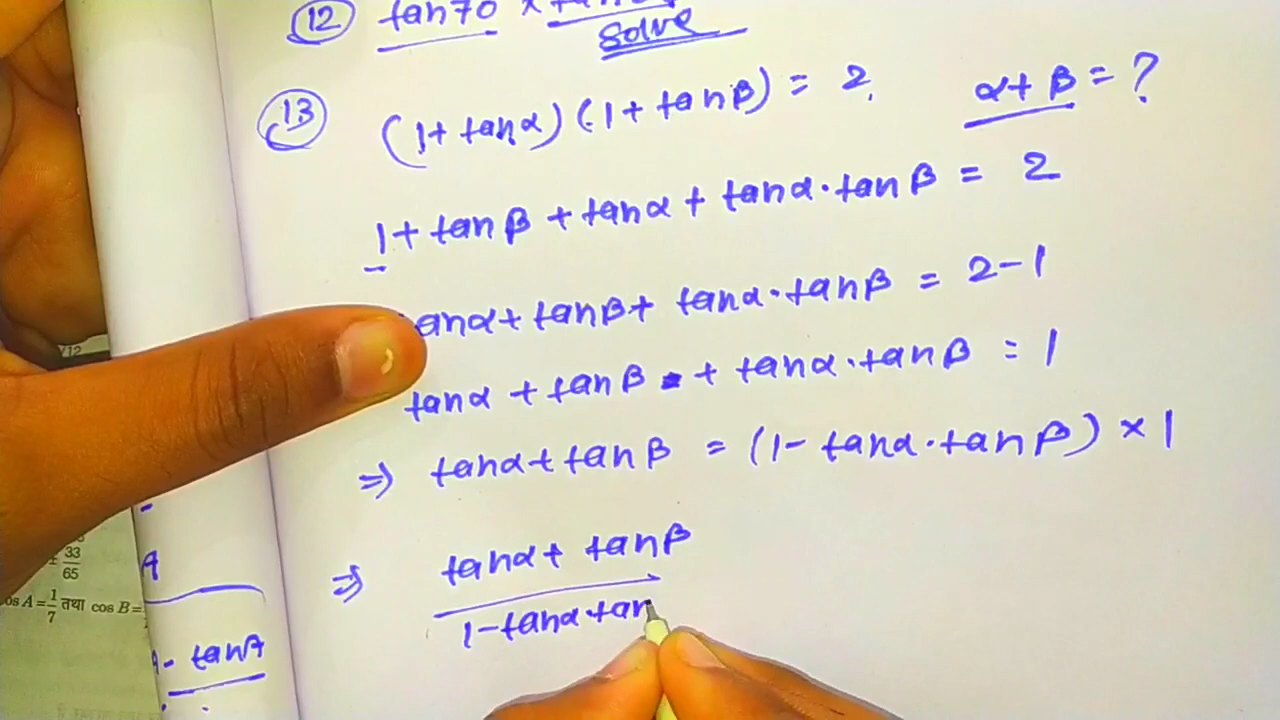 12 tan70 ×
Solve
13 (1+ tanα) (1+ tanβ) = 2, α+ β = ?
1+ tanβ + tanα + tanα·tanβ = 2
anα+ tanβ+ tanα·tanβ = 2-1
tanα + tanβ + tanα·tanβ = 1
⇒ tanα+ tanβ = (1- tanα·tanβ) × 1
⇒ tanα+ tanβ
1-tanα·tan
33
65
os A = 1/7 तथा cos B =
- tanA